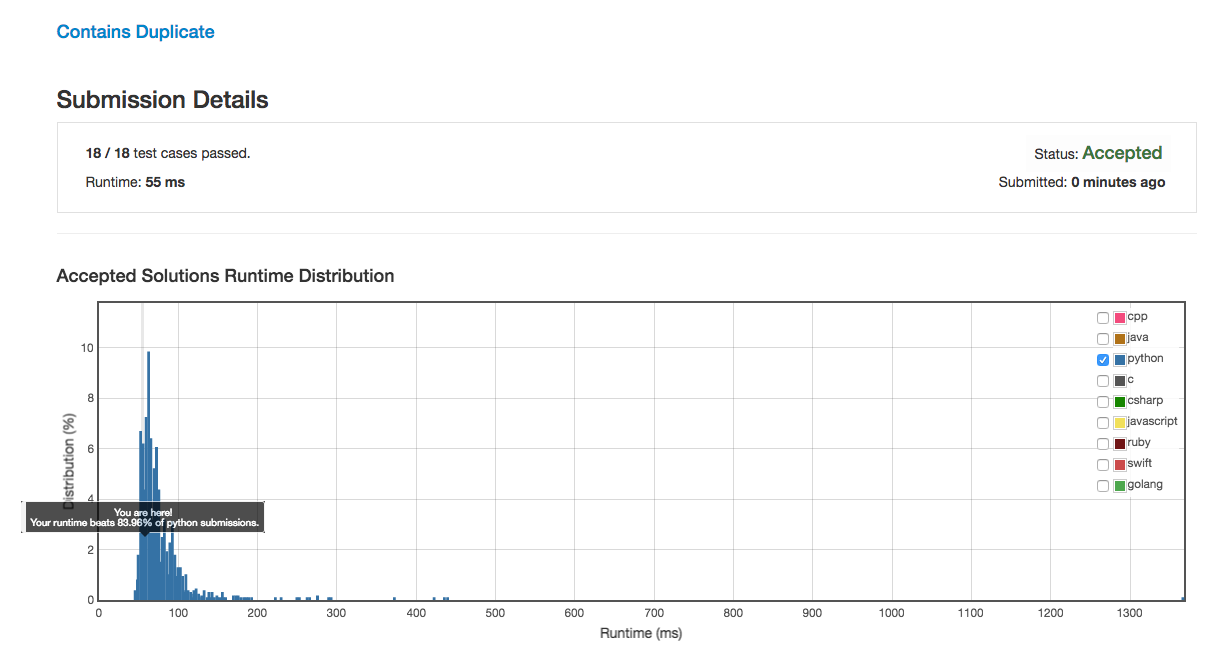 Contains Duplicate
Submission Details
18 / 18 test cases passed.
Status: Accepted
Runtime: 55 ms
Submitted: 0 minutes ago
Accepted Solutions Runtime Distribution
cpp
java
python
c
csharp
javascript
ruby
swift
golang
Distribution (%)
10
8
6
4
2
0
You are here!
Your runtime beats 83.96% of python submissions.
0 100 200 300 400 500 600 700 800 900 1000 1100 1200 1300
Runtime (ms)